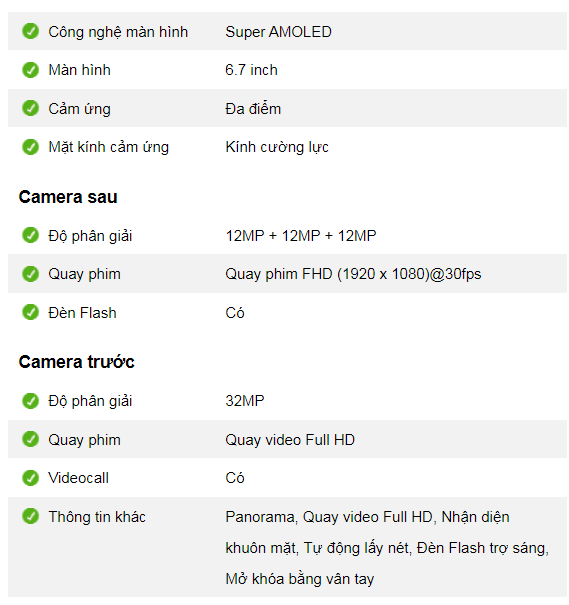 Công nghệ màn hình Super AMOLED
Màn hình 6.7 inch
Cảm ứng Đa điểm
Mặt kính cảm ứng Kính cường lực
Camera sau
Độ phân giải 12MP + 12MP + 12MP
Quay phim Quay phim FHD (1920 x 1080)@30fps
Đèn Flash Có
Camera trước
Độ phân giải 32MP
Quay phim Quay video Full HD
Videocall Có
Thông tin khác Panorama, Quay video Full HD, Nhận diện
khuôn mặt, Tự động lấy nét, Đèn Flash trợ sáng,
Mở khóa bằng vân tay